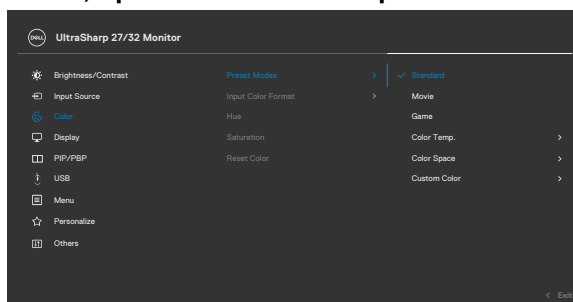 DELL UltraSharp 27/32 Monitor
Brightness/Contrast Preset Modes > ✓ Standard
Input Source Input Color Format > Movie
Color Hue Game
Display Saturation Color Temp. >
PIP/PBP Reset Color Color Space >
USB Custom Color >
Menu
Personalize
Others
< Exit